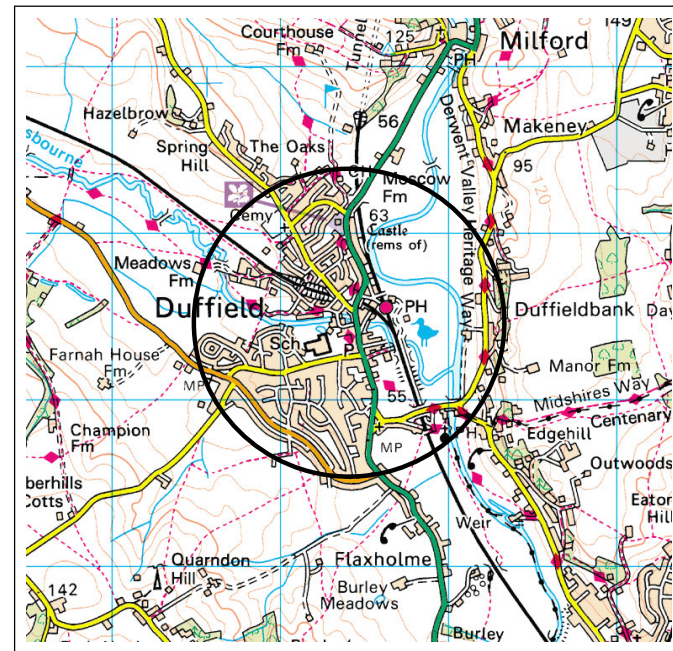 Courthouse
Fm
Tunnel
125
Milford
149
PH
Hazelbrow
56
Derwent Valley Heritage Way
Makeney
Spring
Hill
The Oaks
95
120
Moscow
Fm
Cemy
63
Castle
(rems of)
Meadows
Fm
Duffield
PH
Duffieldbank
Sch
P
Farnah House
Fm
MP
Manor Fm
55
Midshires Way
Centenary
Champion
Fm
MP
Edgehill
Outwoods
berhills
Cotts
Weir
Eaton
Hill
Quarndon
Hill
Flaxholme
142
Burley
Meadows
Burley